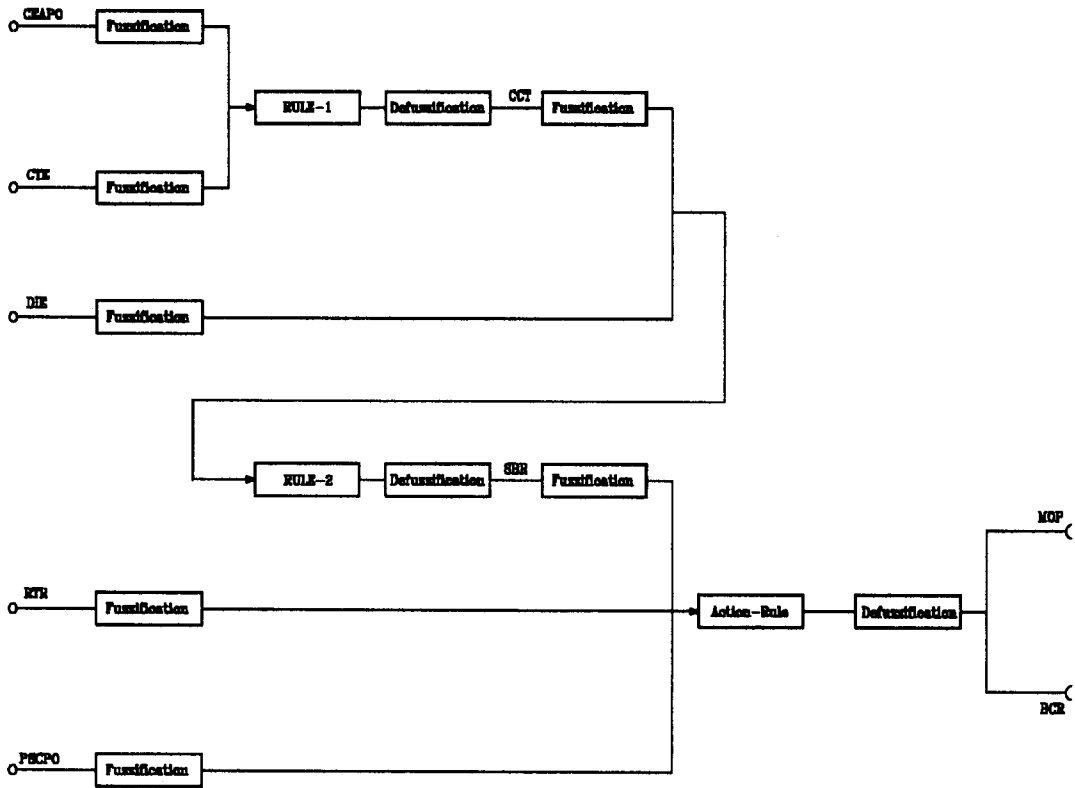 CEAPO
Fuzzification
RULE-1
Defuzzification
CCT
Fuzzification
CTE
Fuzzification
DIE
Fuzzification
RULE-2
Defuzzification
SBR
Fuzzification
MOP
RTR
Fuzzification
Action-Rule
Defuzzification
BCR
PSCPO
Fuzzification